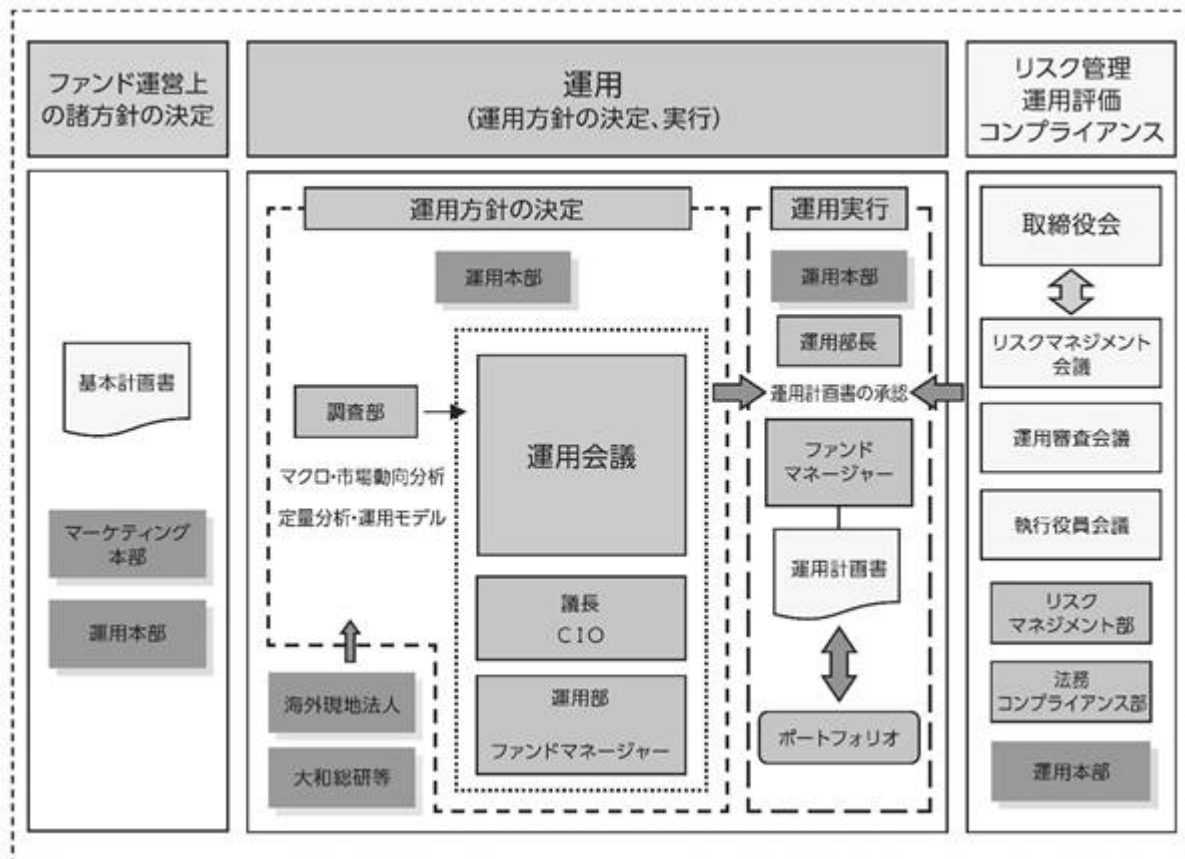 ファンド運営上
の諸方針の決定
運用
(運用方針の決定、実行)
リスク管理
運用評価
コンプライアンス
基本計画書
マーケティング
本部
運用本部
運用方針の決定
運用本部
調査部
マクロ・市場動向分析
定量分析・運用モデル
運用会議
議長
CIO
運用部
ファンドマネージャー
海外現地法人
大和総研等
運用実行
運用本部
運用部長
運用計画書の承認
ファンド
マネージャー
運用計画書
ポートフォリオ
取締役会
リスクマネジメント
会議
運用審査会議
執行役員会議
リスク
マネジメント部
法務
コンプライアンス部
運用本部